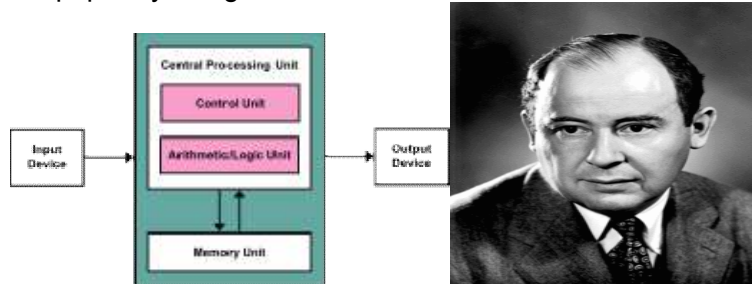 Central Processing Unit
Control Unit
Arithmetic/Logic Unit
Input
Device
Output
Device
Memory Unit